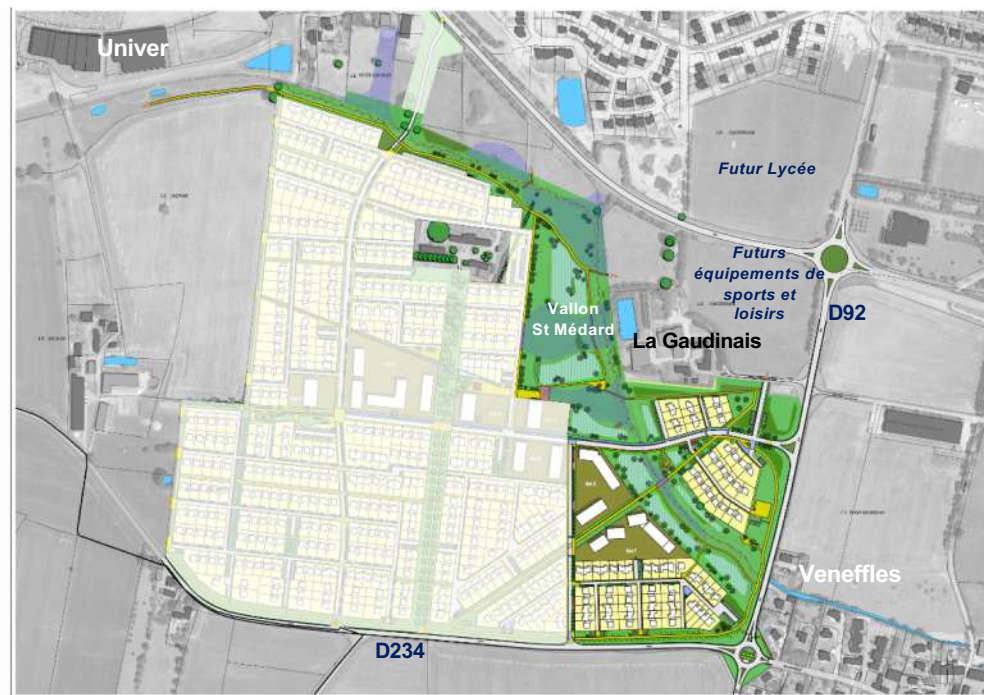 Univer
Futur Lycée
Futurs
équipements de
sports et
loisirs
D92
Vallon
St Médard
La Gaudinais
Veneffles
D234